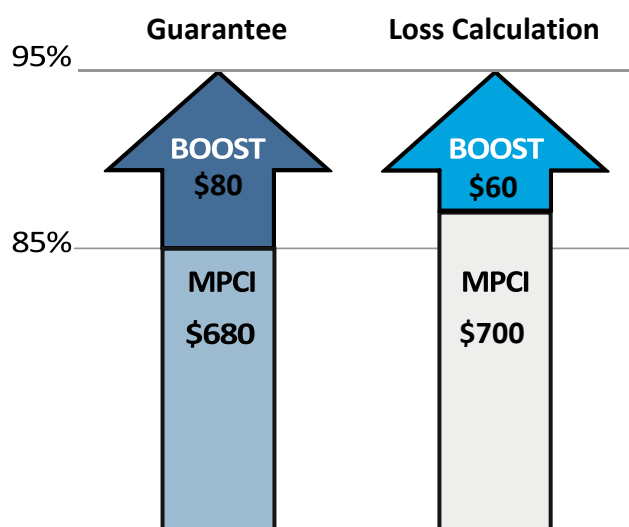 Guarantee
Loss Calculation
95%
BOOST
$80
BOOST
$60
85%
MPCI
$680
MPCI
$700